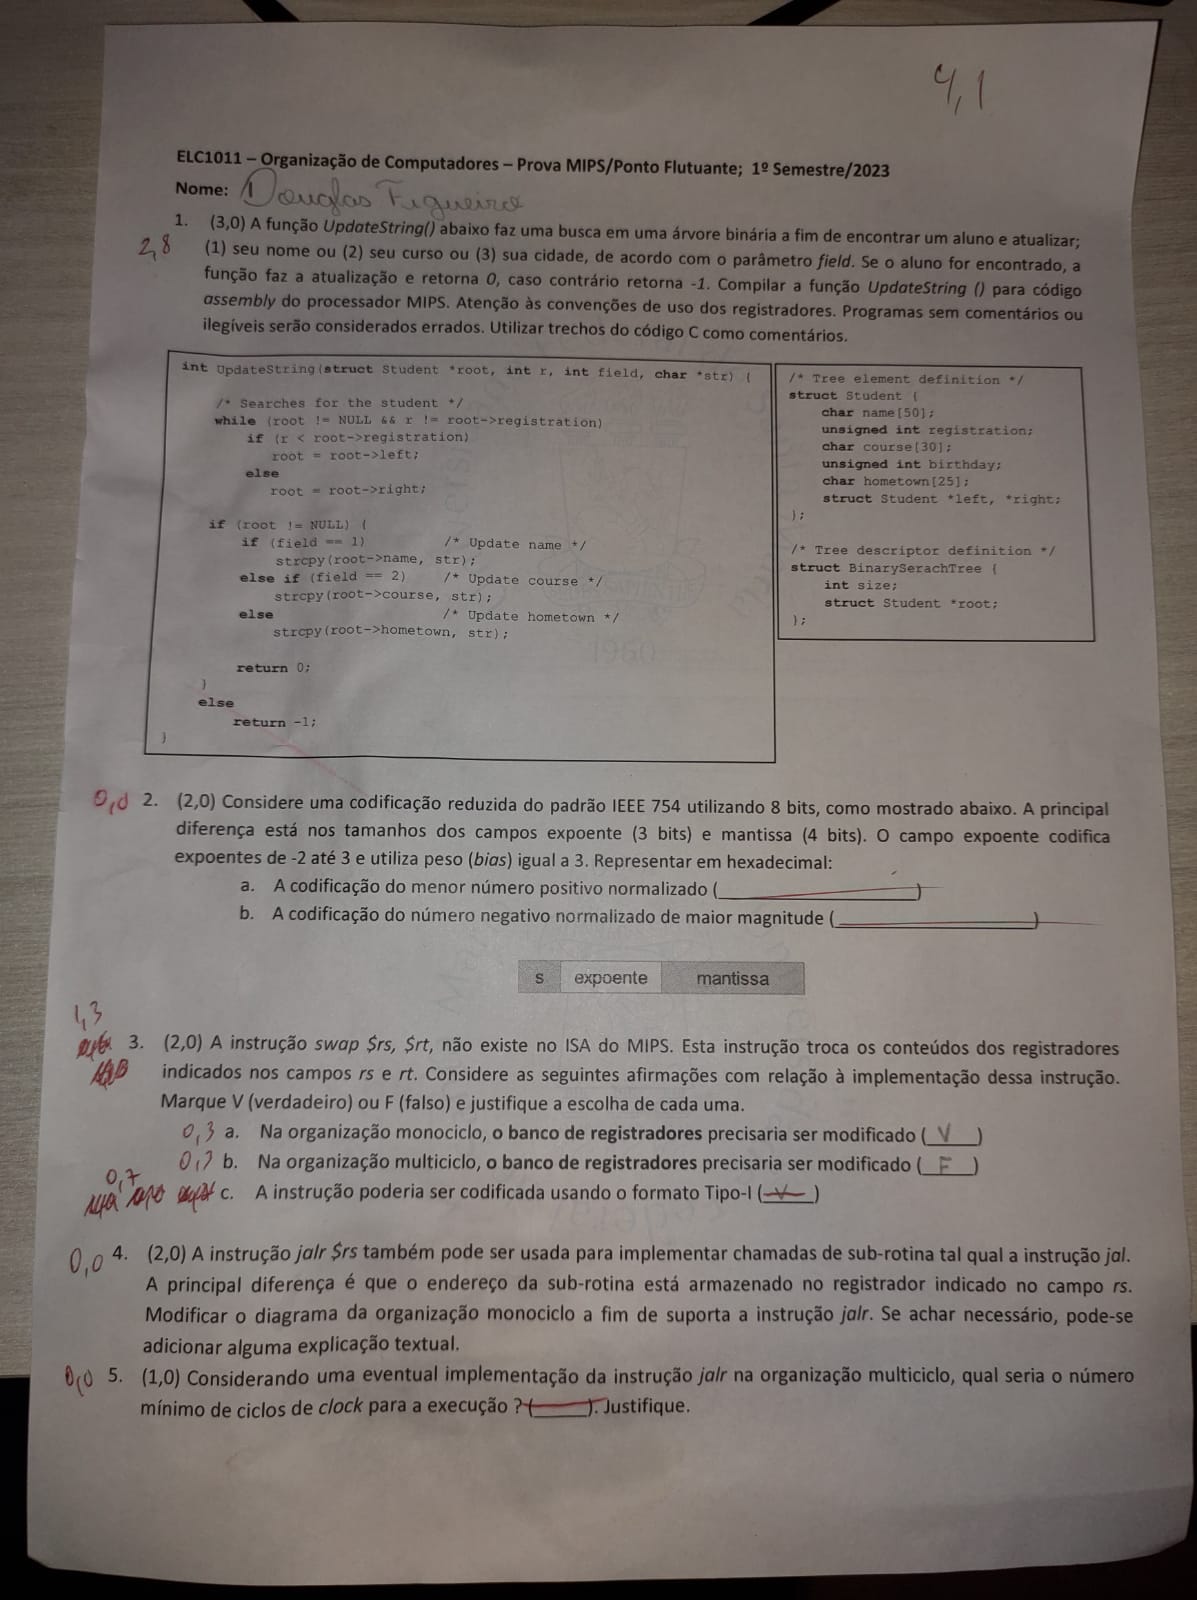 4,1
ELC1011 – Organização de Computadores – Prova MIPS/Ponto Flutuante; 1º Semestre/2023
Nome: Douglas Figueiro
1. (3,0) A função UpdateString() abaixo faz uma busca em uma árvore binária a fim de encontrar um aluno e atualizar;
2,8 (1) seu nome ou (2) seu curso ou (3) sua cidade, de acordo com o parâmetro field. Se o aluno for encontrado, a
função faz a atualização e retorna 0, caso contrário retorna -1. Compilar a função UpdateString () para código
assembly do processador MIPS. Atenção às convenções de uso dos registradores. Programas sem comentários ou
ilegíveis serão considerados errados. Utilizar trechos do código C como comentários.
int UpdateString(struct Student *root, int r, int field, char *str) {
/* Searches for the student */
while (root != NULL && r != root->registration)
if (r < root->registration)
root = root->left;
else
root = root->right;
if (root != NULL) {
if (field == 1) /* Update name */
strcpy(root->name, str);
else if (field == 2) /* Update course */
strcpy(root->course, str);
else /* Update hometown */
strcpy(root->hometown, str);
return 0;
}
else
return -1;
}
/* Tree element definition */
struct Student {
char name[50];
unsigned int registration;
char course[30];
unsigned int birthday;
char hometown[25];
struct Student *left, *right;
};
/* Tree descriptor definition */
struct BinarySerachTree {
int size;
struct Student *root;
};
1960
0,0 2. (2,0) Considere uma codificação reduzida do padrão IEEE 754 utilizando 8 bits, como mostrado abaixo. A principal
diferença está nos tamanhos dos campos expoente (3 bits) e mantissa (4 bits). O campo expoente codifica
expoentes de -2 até 3 e utiliza peso (bias) igual a 3. Representar em hexadecimal:
a. A codificação do menor número positivo normalizado (__________)
b. A codificação do número negativo normalizado de maior magnitude (__________)
s expoente mantissa
1,3
3. (2,0) A instrução swap $rs, $rt, não existe no ISA do MIPS. Esta instrução troca os conteúdos dos registradores
indicados nos campos rs e rt. Considere as seguintes afirmações com relação à implementação dessa instrução.
Marque V (verdadeiro) ou F (falso) e justifique a escolha de cada uma.
0,3 a. Na organização monociclo, o banco de registradores precisaria ser modificado (V)
b. Na organização multiciclo, o banco de registradores precisaria ser modificado (F)
0,7
c. A instrução poderia ser codificada usando o formato Tipo-I (V)
0,0 4. (2,0) A instrução jalr $rs também pode ser usada para implementar chamadas de sub-rotina tal qual a instrução jal.
A principal diferença é que o endereço da sub-rotina está armazenado no registrador indicado no campo rs.
Modificar o diagrama da organização monociclo a fim de suporta a instrução jalr. Se achar necessário, pode-se
adicionar alguma explicação textual.
0,0 5. (1,0) Considerando uma eventual implementação da instrução jalr na organização multiciclo, qual seria o número
mínimo de ciclos de clock para a execução ? (_____). Justifique.